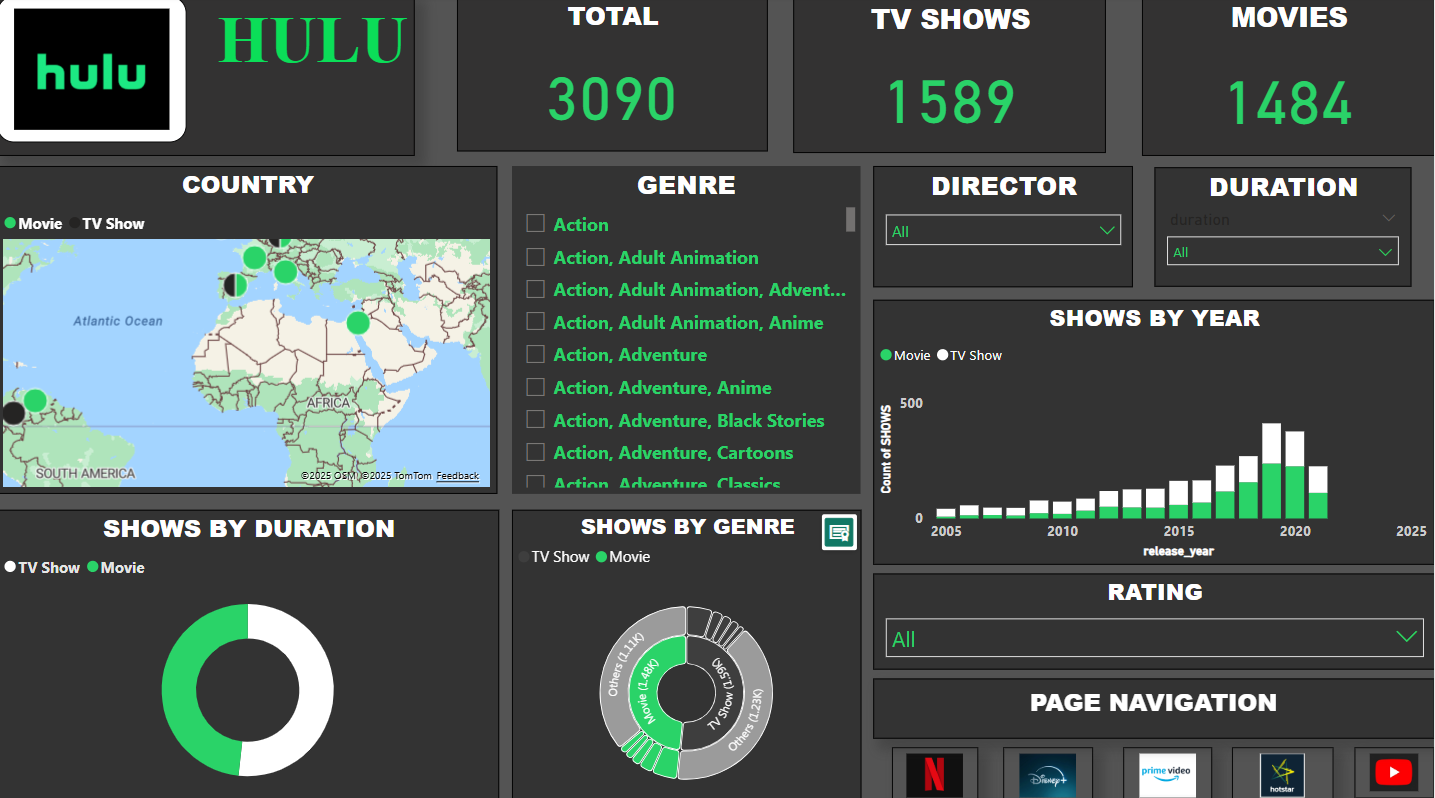 hulu
HULU
TOTAL
3090
TV SHOWS
1589
MOVIES
1484
COUNTRY
Movie TV Show
Atlantic Ocean
AFRICA
SOUTH AMERICA
©2025 OSM ©2025 TomTom Feedback
GENRE
Action
Action, Adult Animation
Action, Adult Animation, Advent...
Action, Adult Animation, Anime
Action, Adventure
Action, Adventure, Anime
Action, Adventure, Black Stories
Action, Adventure, Cartoons
Action, Adventure, Classics
DIRECTOR
All
DURATION
duration
All
SHOWS BY YEAR
Movie TV Show
Count of SHOWS
500
0
2005 2010 2015 2020 2025
release_year
SHOWS BY DURATION
TV Show Movie
SHOWS BY GENRE
TV Show Movie
Others (1.11K)
Movie (1.48K)
TV Show (1.59K)
Others (1.23K)
RATING
All
PAGE NAVIGATION
N
Disney+
prime video
hotstar